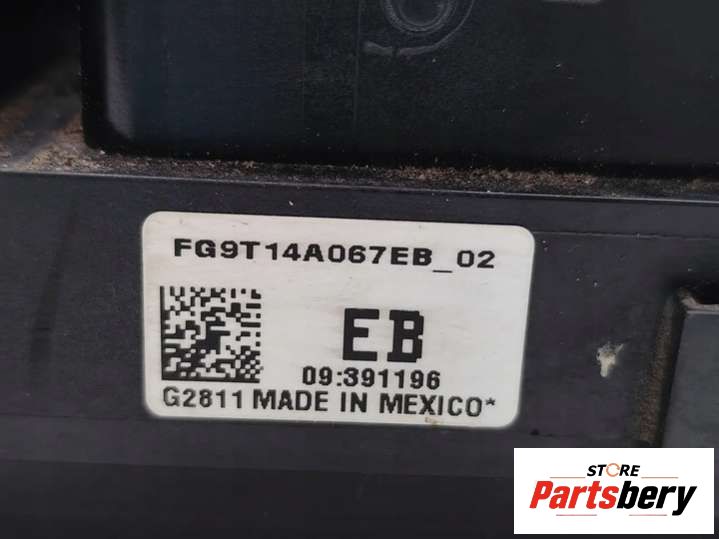 FG9T14A067EB_02
EB
09:391196
G2811 MADE IN MEXICO*
STORE
Partsbery